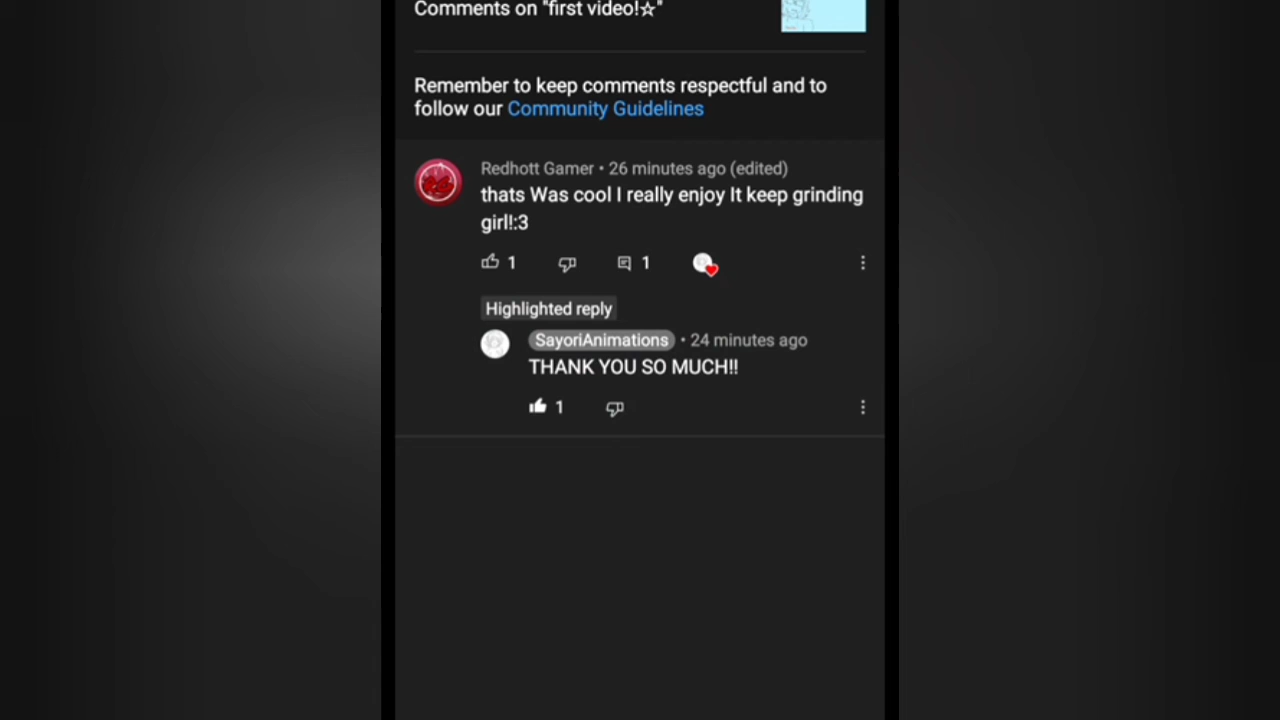 Comments on "first video!☆"
Remember to keep comments respectful and to
follow our Community Guidelines
Redhott Gamer • 26 minutes ago (edited)
thats Was cool I really enjoy It keep grinding
girl!:3
1 1
Highlighted reply
SayoriAnimations • 24 minutes ago
THANK YOU SO MUCH!!
1